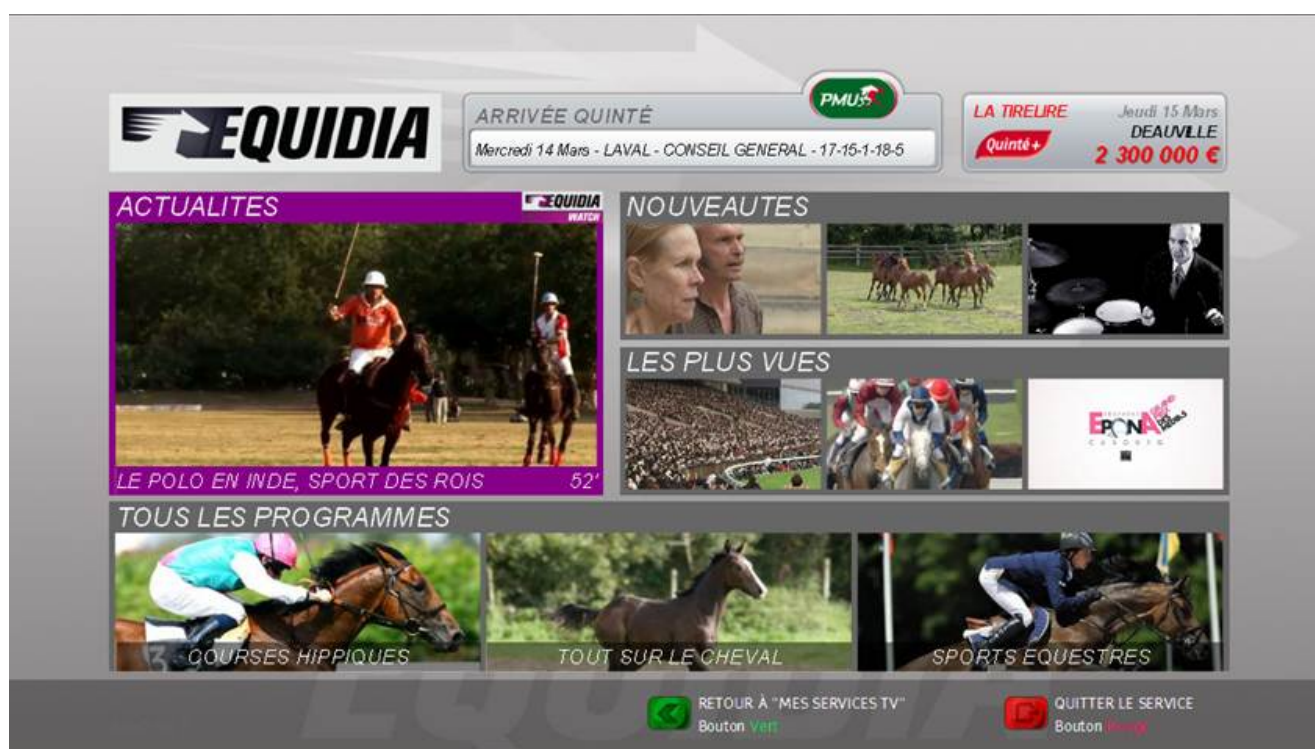 EQUIDIA
ARRIVÉE QUINTÉ
PMU
Mercredi 14 Mars - LAVAL - CONSEIL GENERAL - 17-15-1-18-5
LA TIRELIRE
Jeudi 15 Mars
Quinté+
DEAUVILLE
2 300 000 €
ACTUALITES
EQUIDIA
WATCH
LE POLO EN INDE, SPORT DES ROIS 52'
NOUVEAUTES
LES PLUS VUES
EPONA
CABOURG
TOUS LES PROGRAMMES
3
COURSES HIPPIQUES
TOUT SUR LE CHEVAL
SPORTS EQUESTRES
EQUIDIA
RETOUR À "MES SERVICES TV"
Bouton Vert
QUITTER LE SERVICE
Bouton Rouge